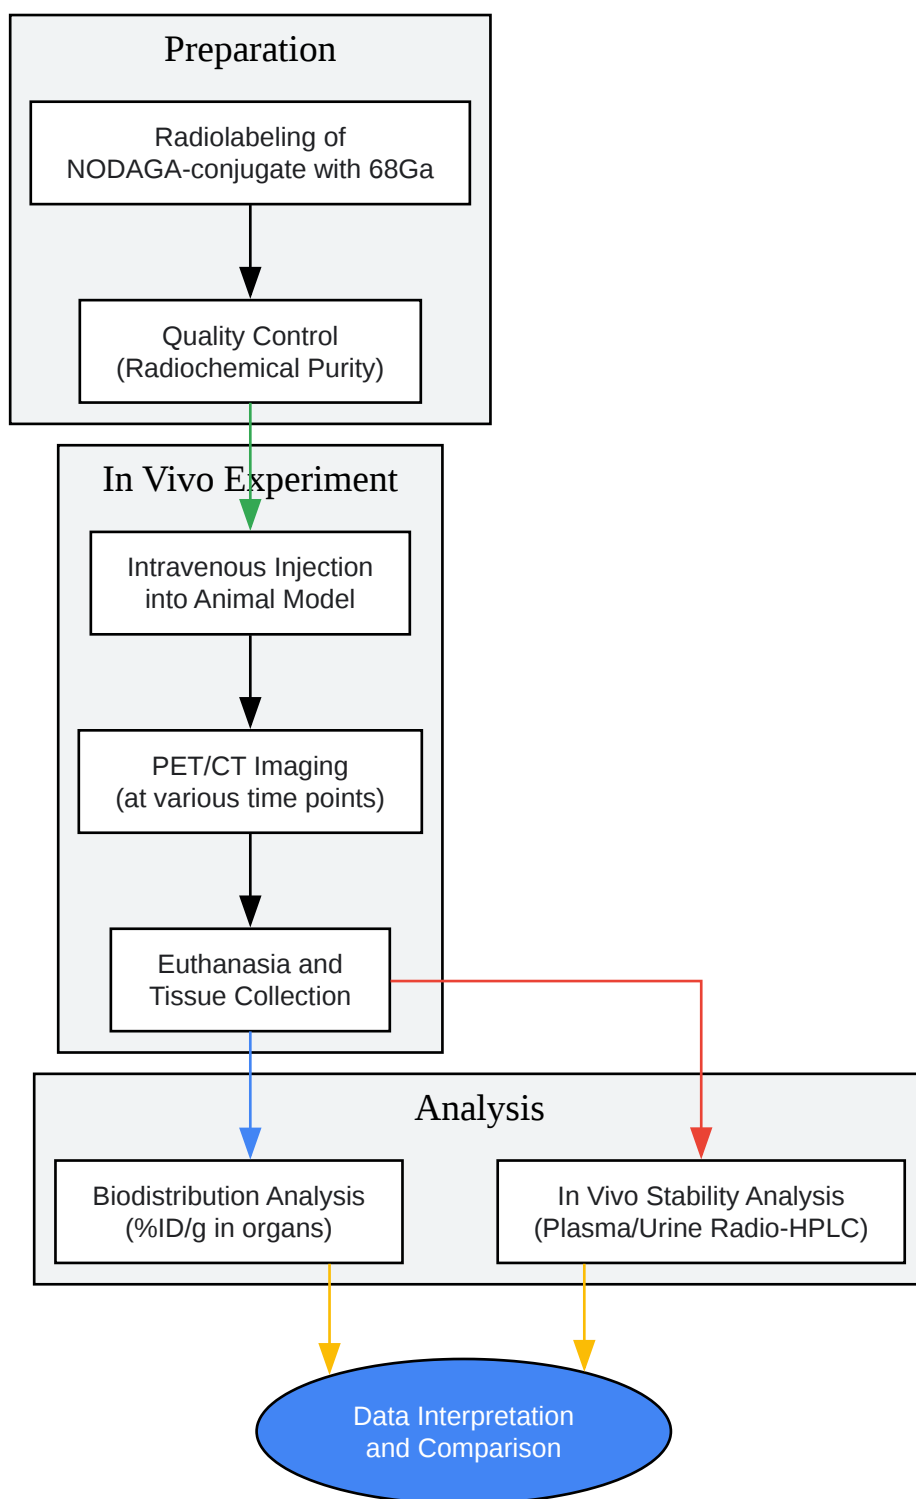 Preparation
Radiolabeling of
NODAGA-conjugate with 68Ga
Quality Control
(Radiochemical Purity)
In Vivo Experiment
Intravenous Injection
into Animal Model
PET/CT Imaging
(at various time points)
Euthanasia and
Tissue Collection
Analysis
Biodistribution Analysis
(%ID/g in organs)
In Vivo Stability Analysis
(Plasma/Urine Radio-HPLC)
Data Interpretation
and Comparison